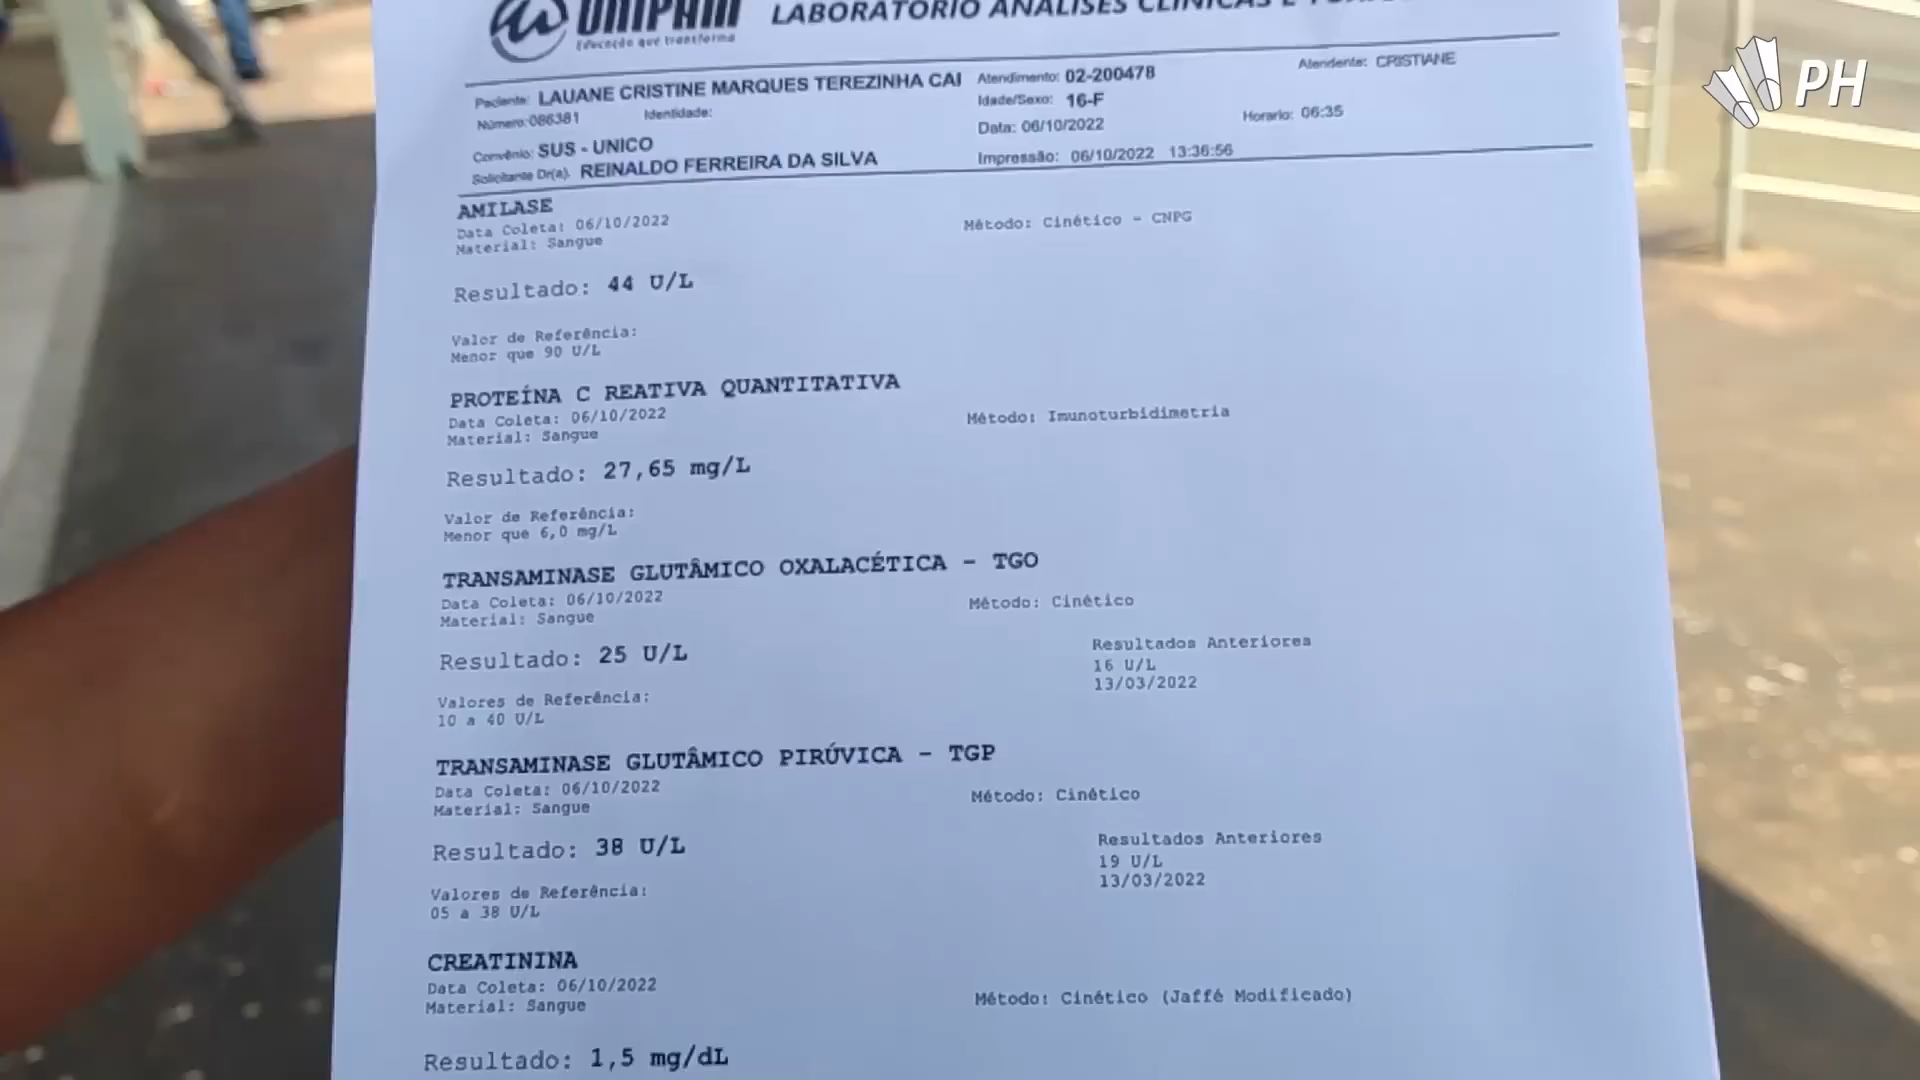 UNIPAM
Educação que transforma
LABORATÓRIO ANÁLISES CLÍNICAS E
PH
Paciente: LAUANE CRISTINE MARQUES TEREZINHA CAI
Atendimento: 02-200478
Atendente: CRISTIANE
Número:086381
Identidade:
Idade/Sexo: 16-F
Data: 06/10/2022
Horario: 06:35
Convênio: SUS - UNICO
Solicitante Dr(a). REINALDO FERREIRA DA SILVA
Impressão: 06/10/2022 13:36:56
AMILASE
Data Coleta: 06/10/2022
Método: Cinético - CNPG
Material: Sangue
Resultado: 44 U/L
Valor de Referência:
Menor que 90 U/L
PROTEÍNA C REATIVA QUANTITATIVA
Data Coleta: 06/10/2022
Método: Imunoturbidimetria
Material: Sangue
Resultado: 27,65 mg/L
Valor de Referência:
Menor que 6,0 mg/L
TRANSAMINASE GLUTÂMICO OXALACÉTICA - TGO
Data Coleta: 06/10/2022
Método: Cinético
Material: Sangue
Resultado: 25 U/L
Resultados Anteriores
16 U/L
13/03/2022
Valores de Referência:
10 a 40 U/L
TRANSAMINASE GLUTÂMICO PIRÚVICA - TGP
Data Coleta: 06/10/2022
Método: Cinético
Material: Sangue
Resultado: 38 U/L
Resultados Anteriores
19 U/L
13/03/2022
Valores de Referência:
05 a 38 U/L
CREATININA
Data Coleta: 06/10/2022
Método: Cinético (Jaffé Modificado)
Material: Sangue
Resultado: 1,5 mg/dL